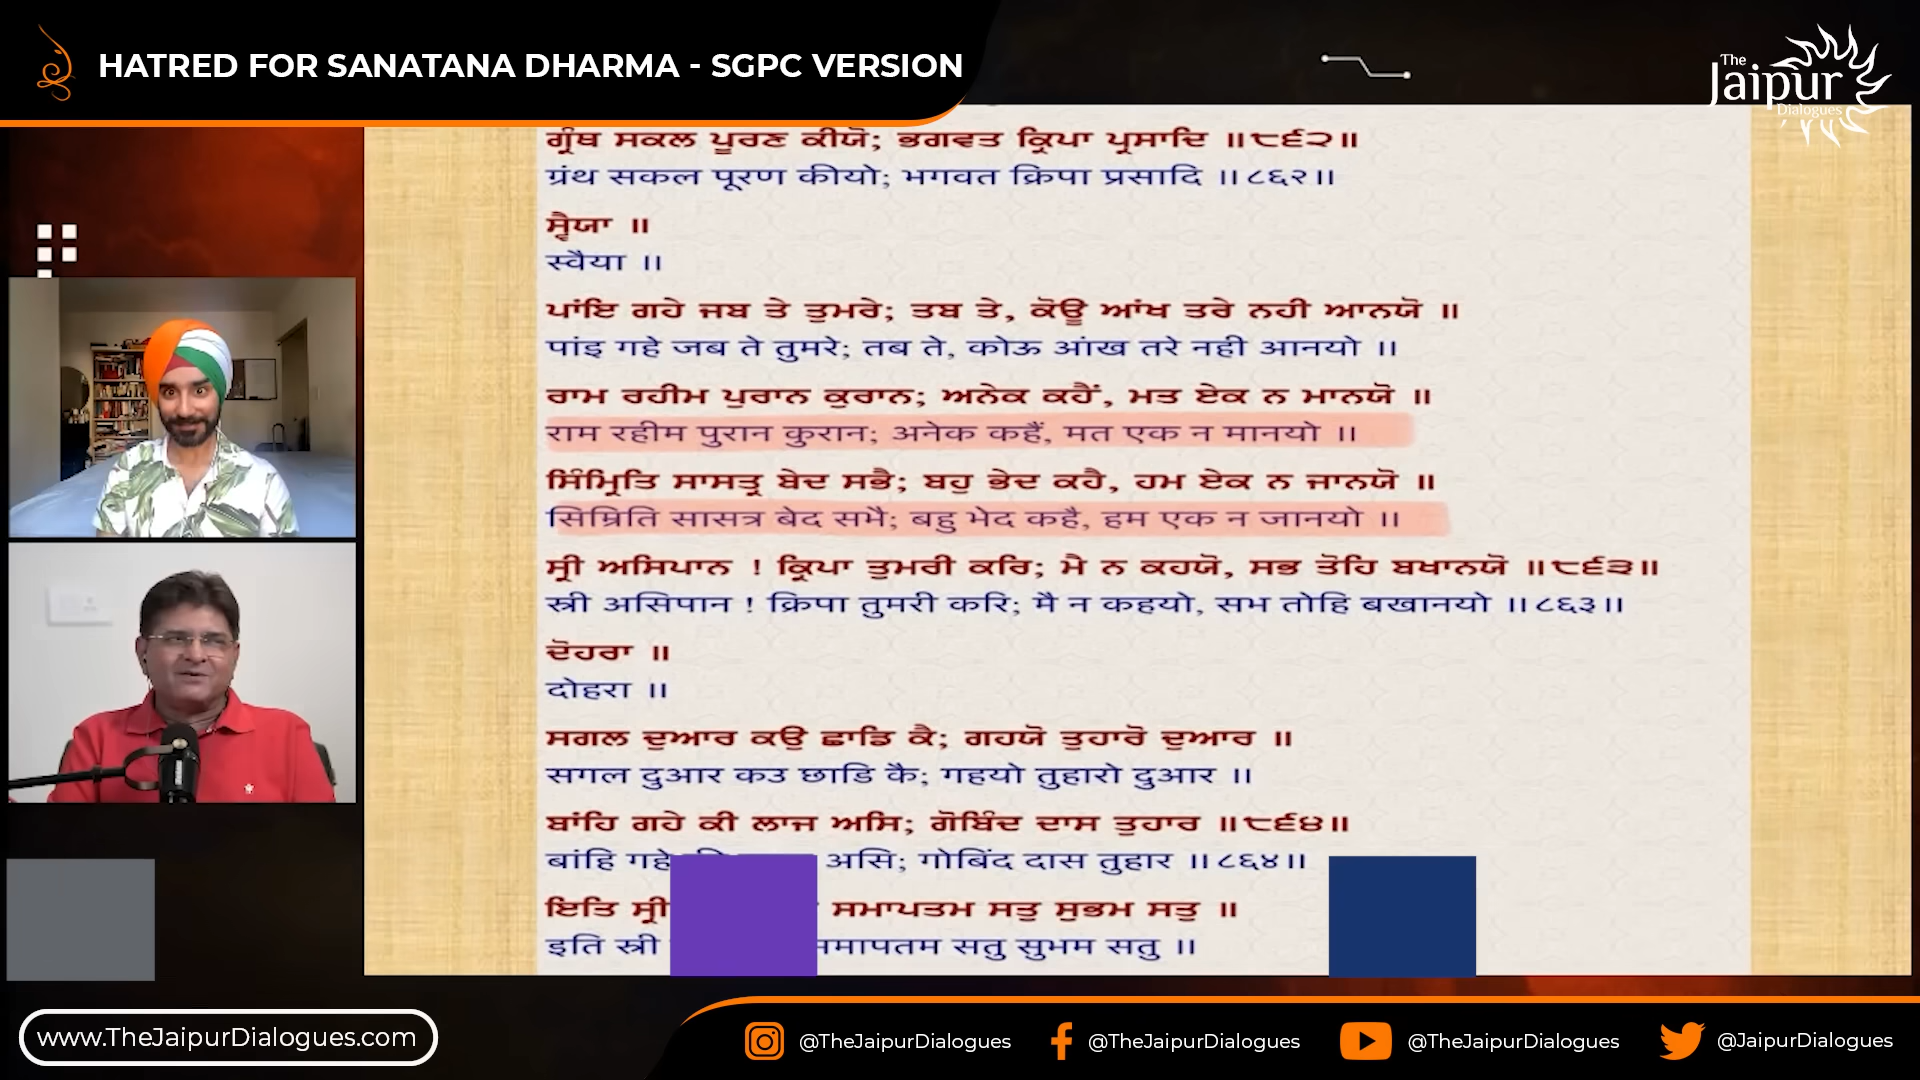 HATRED FOR SANATANA DHARMA - SGPC VERSION
The
Jaipur
Dialogues
ਗ੍ਰੰਥ ਸਕਲ ਪੂਰਣ ਕੀਯੋ; ਭਗਵਤ ਕ੍ਰਿਪਾ ਪ੍ਰਸਾਦਿ ॥੮੬੨॥
ग्रंथ सकल पूरण कीयो; भगवत क्रिपा प्रसादि ॥८६२॥
ਸ੍ਵੈਯਾ ॥
स्वैया ॥
ਪਾਂਇ ਗਹੇ ਜਬ ਤੇ ਤੁਮਰੇ; ਤਬ ਤੇ, ਕੋਊ ਆਂਖ ਤਰੇ ਨਹੀ ਆਨਯੋ ॥
पांइ गहे जब ते तुमरे; तब ते, कोऊ आंख तरे नही आनयो ॥
ਰਾਮ ਰਹੀਮ ਪੁਰਾਨ ਕੁਰਾਨ; ਅਨੇਕ ਕਹੈਂ, ਮਤ ਏਕ ਨ ਮਾਨਯੋ ॥
राम रहीम पुरान कुरान; अनेक कहैं, मत एक न मानयो ॥
ਸਿੰਮ੍ਰਿਤਿ ਸਾਸਤ੍ਰ ਬੇਦ ਸਭੈ; ਬਹੁ ਭੇਦ ਕਹੈ, ਹਮ ਏਕ ਨ ਜਾਨਯੋ ॥
सिम्रिति सासत्र बेद सभै; बहु भेद कहै, हम एक न जानयो ॥
ਸ੍ਰੀ ਅਸਿਪਾਨ ! ਕ੍ਰਿਪਾ ਤੁਮਰੀ ਕਰਿ; ਮੈ ਨ ਕਹਯੋ, ਸਭ ਤੋਹਿ ਬਖਾਨਯੋ ॥੮੬੩॥
स्री असिपान ! क्रिपा तुमरी करि; मै न कहयो, सभ तोहि बखानयो ॥८६३॥
ਦੋਹਰਾ ॥
दोहरा ॥
ਸਗਲ ਦੁਆਰ ਕਉ ਛਾਡਿ ਕੈ; ਗਹਯੋ ਤੁਹਾਰੋ ਦੁਆਰ ॥
सगल दुआर कउ छाडि कै; गहयो तुहारो दुआर ॥
ਬਾਂਹਿ ਗਹੇ ਕੀ ਲਾਜ ਅਸਿ; ਗੋਬਿੰਦ ਦਾਸ ਤੁਹਾਰ ॥੮੬੪॥
बांहि गहे असि; गोबिंद दास तुहार ॥८६४॥
ਇਤਿ ਸ੍ਰੀ ਸਮਾਪਤਮ ਸਤੁ ਸੁਭਮ ਸਤੁ ॥
इति स्री समापतम सतु सुभम सतु ॥
www.TheJaipurDialogues.com
@TheJaipurDialogues
@TheJaipurDialogues
@TheJaipurDialogues
@JaipurDialogues